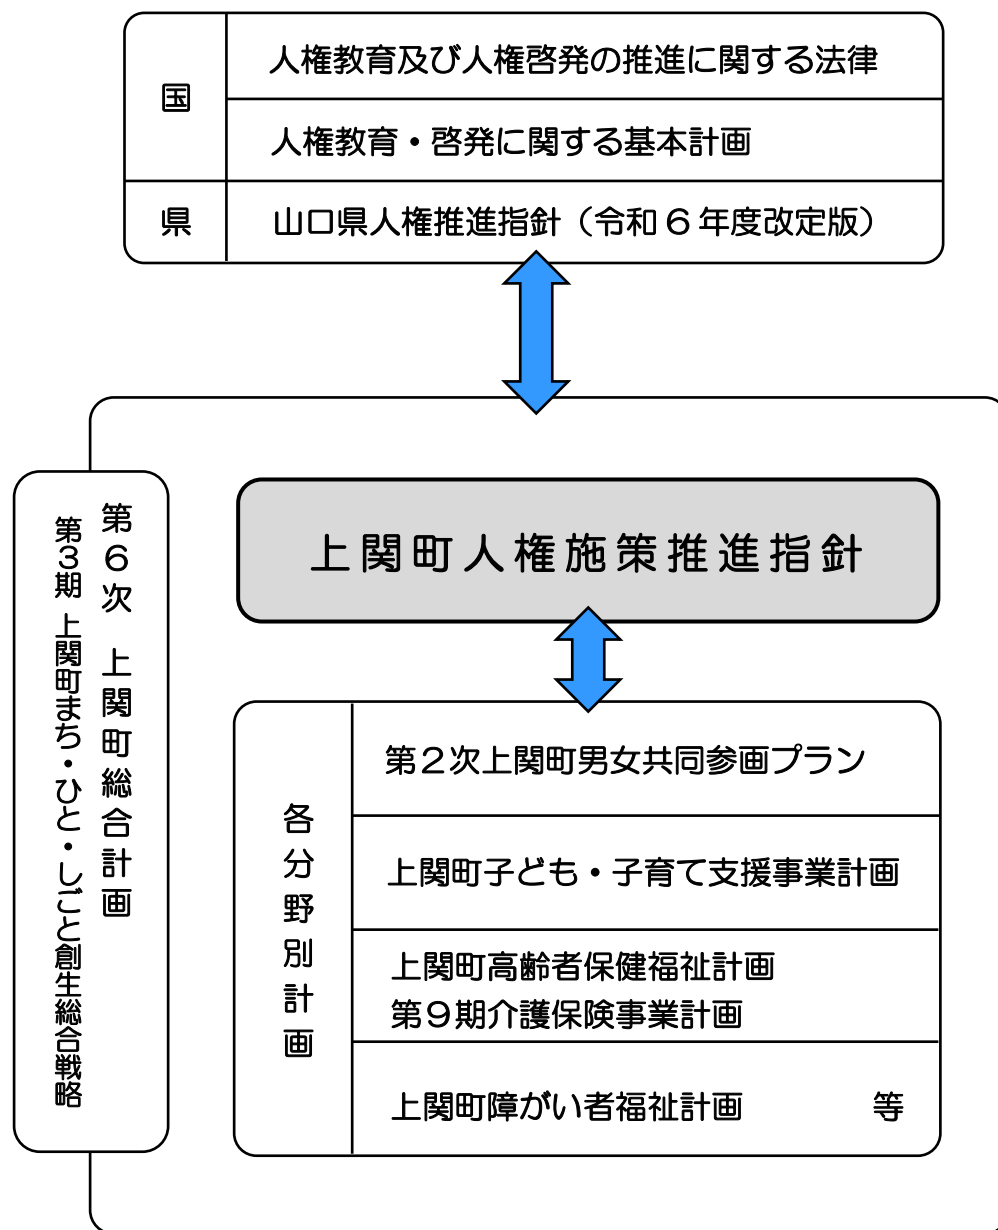 国
人権教育及び人権啓発の推進に関する法律
人権教育・啓発に関する基本計画
県
山口県人権推進指針（令和６年度改定版）
第６次 上関町総合計画
第３期 上関町まち・ひと・しごと創生総合戦略
上関町人権施策推進指針
各分野別計画
第２次上関町男女共同参画プラン
上関町子ども・子育て支援事業計画
上関町高齢者保健福祉計画
第９期介護保険事業計画
上関町障がい者福祉計画 等